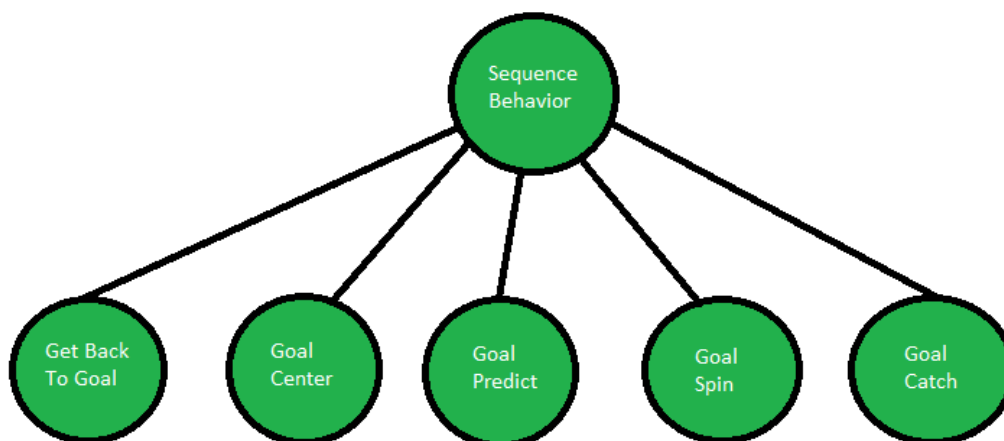 Sequence
Behavior
Get Back
To Goal
Goal
Center
Goal
Predict
Goal
Spin
Goal
Catch